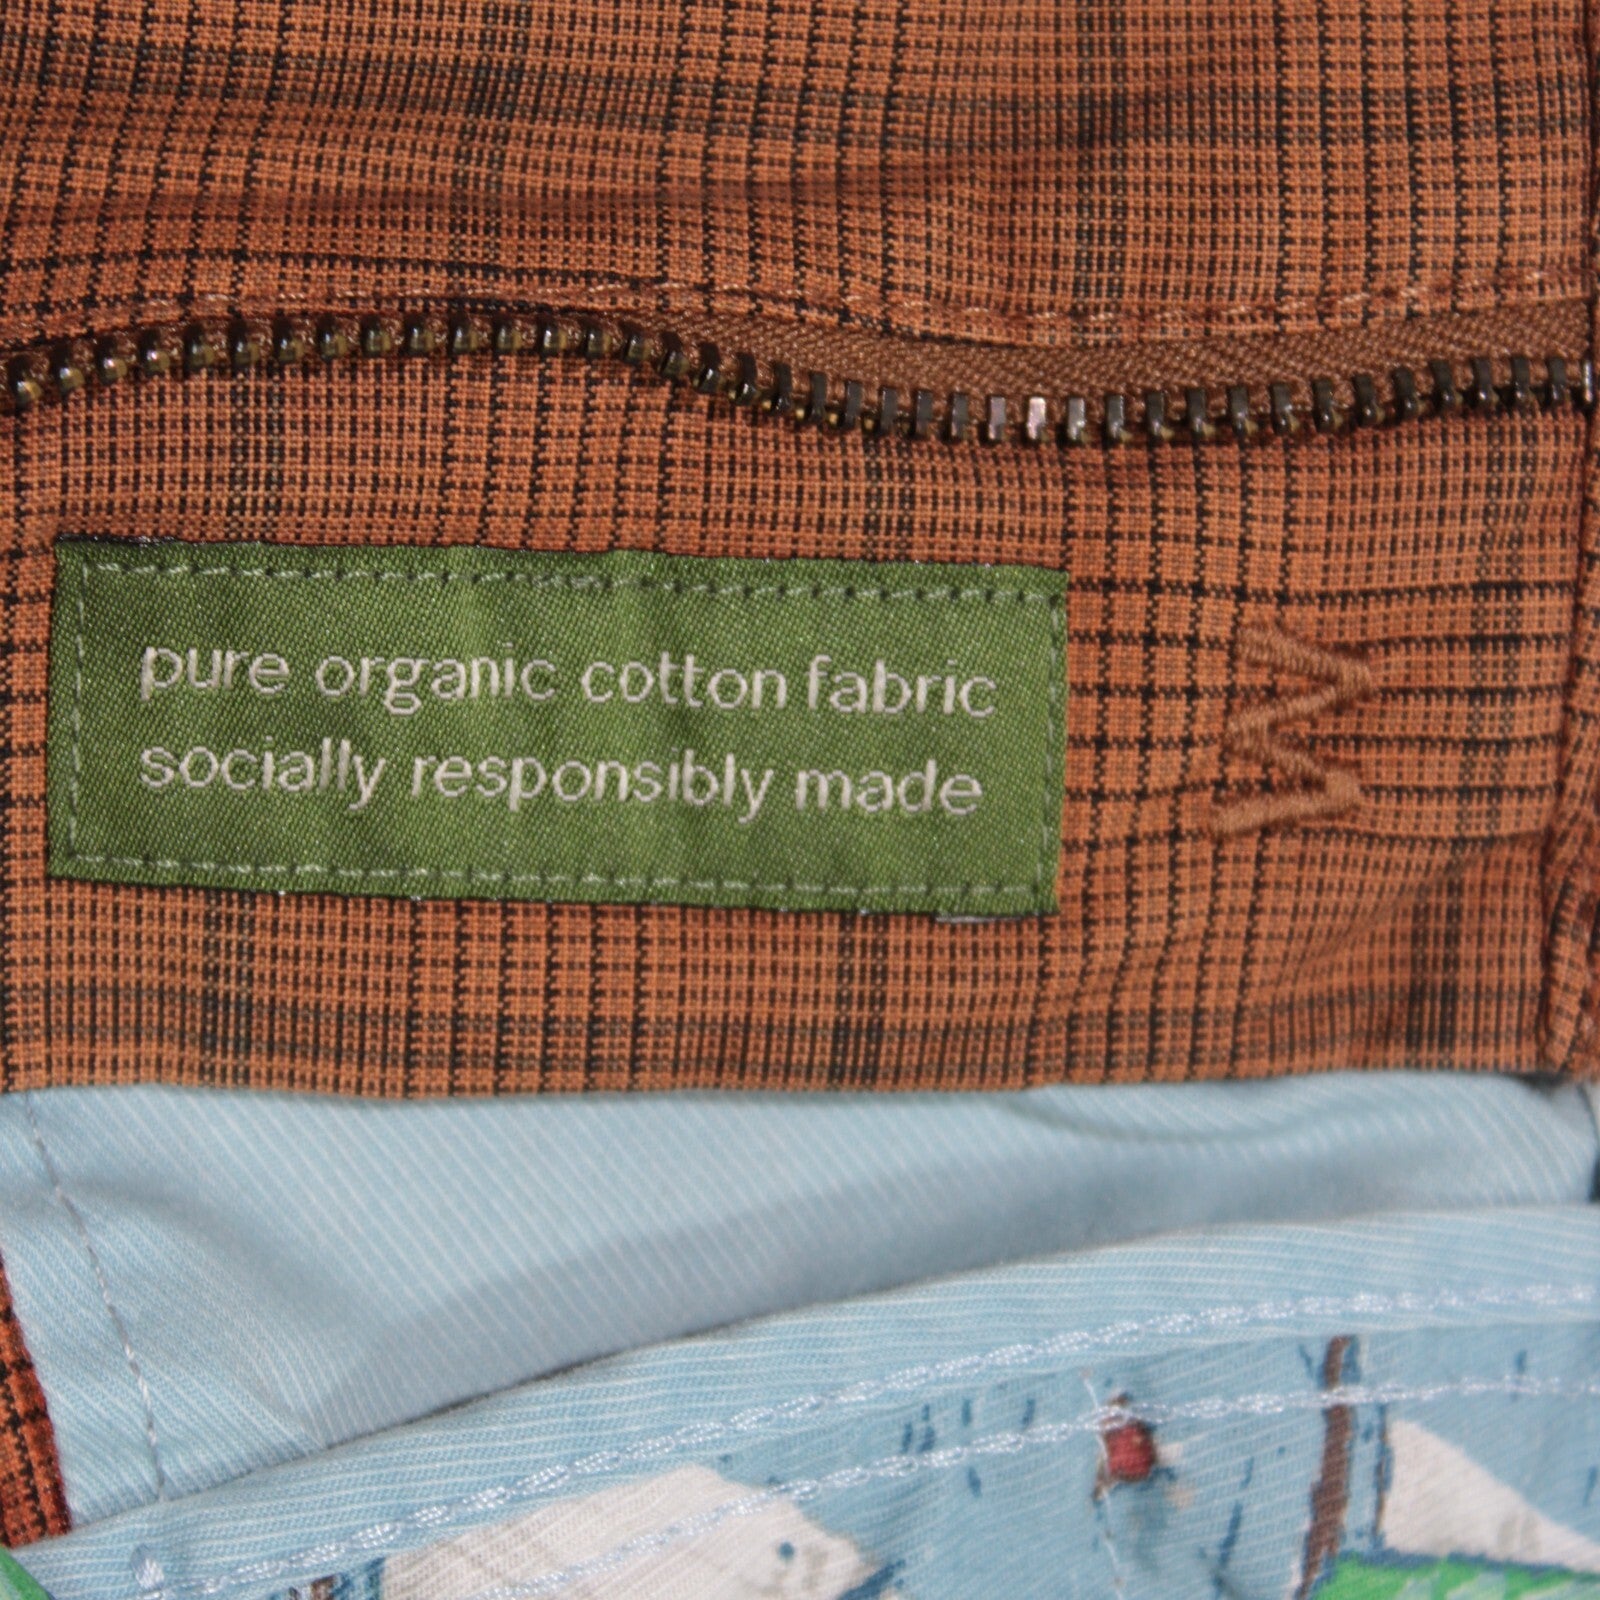 pure organic cotton fabric
socially responsibly made
M